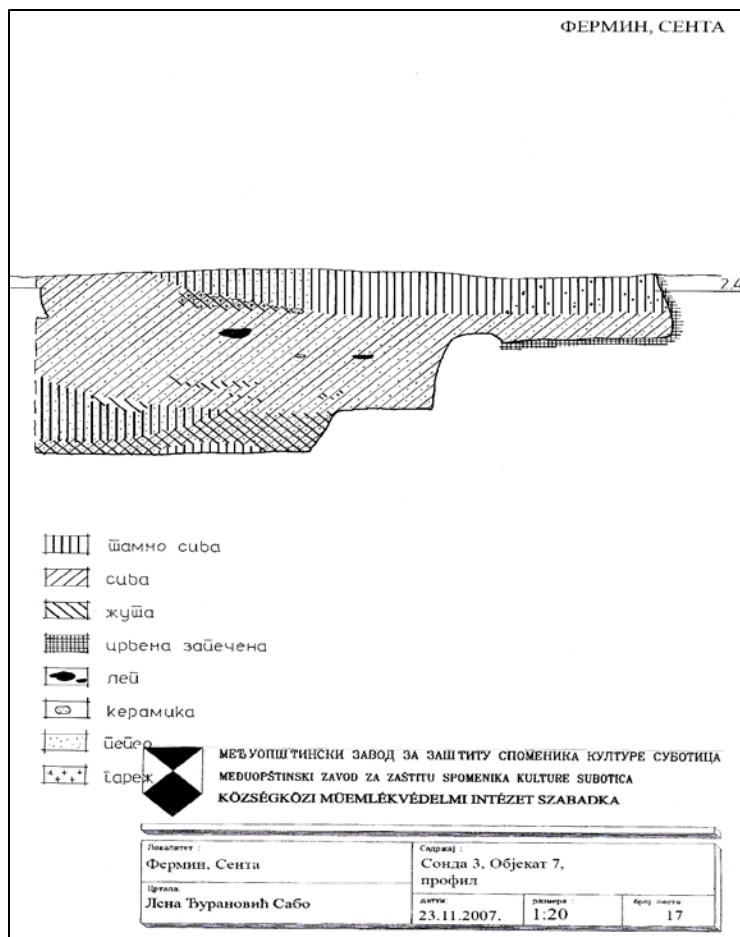 ФЕРМИН, СЕНТА
2.4
тамно сива
сива
жута
црвена запечена
леп
керамика
пепео
гареж
МЕЂУОПШТИНСКИ ЗАВОД ЗА ЗАШТИТУ СПОМЕНИКА КУЛТУРЕ СУБОТИЦА
MEĐUOPŠTINSKI ZAVOD ZA ZAŠTITU SPOMENIKA KULTURE SUBOTICA
KÖZSÉGKÖZI MŰEMLÉKVÉDELMI INTÉZET SZABADKA
Локалитет :
Фермин, Сента
Цртала:
Лена Ђурановић Сабо
Садржај :
Сонда 3, Објекат 7,
профил
датум
23.11.2007.
размера :
1:20
број листа:
17